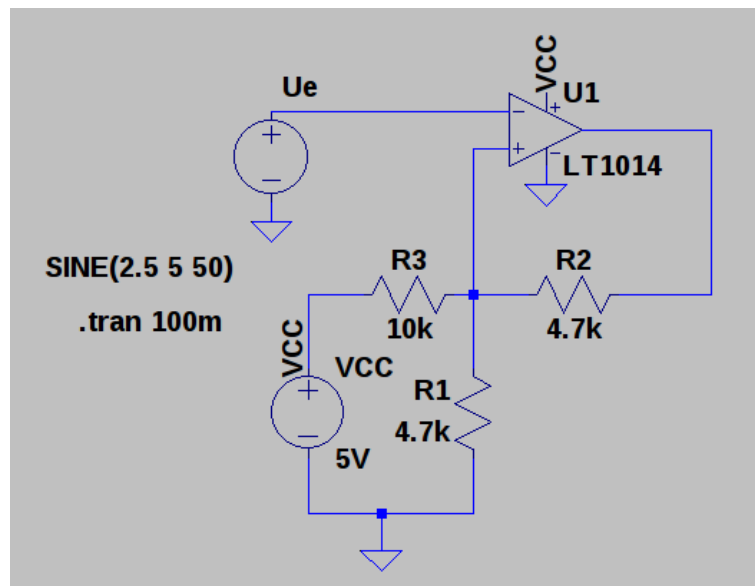 Ue
VCC
U1
LT1014
SINE(2.5 5 50)
.tran 100m
R3
10k
R2
4.7k
VCC
VCC
5V
R1
4.7k